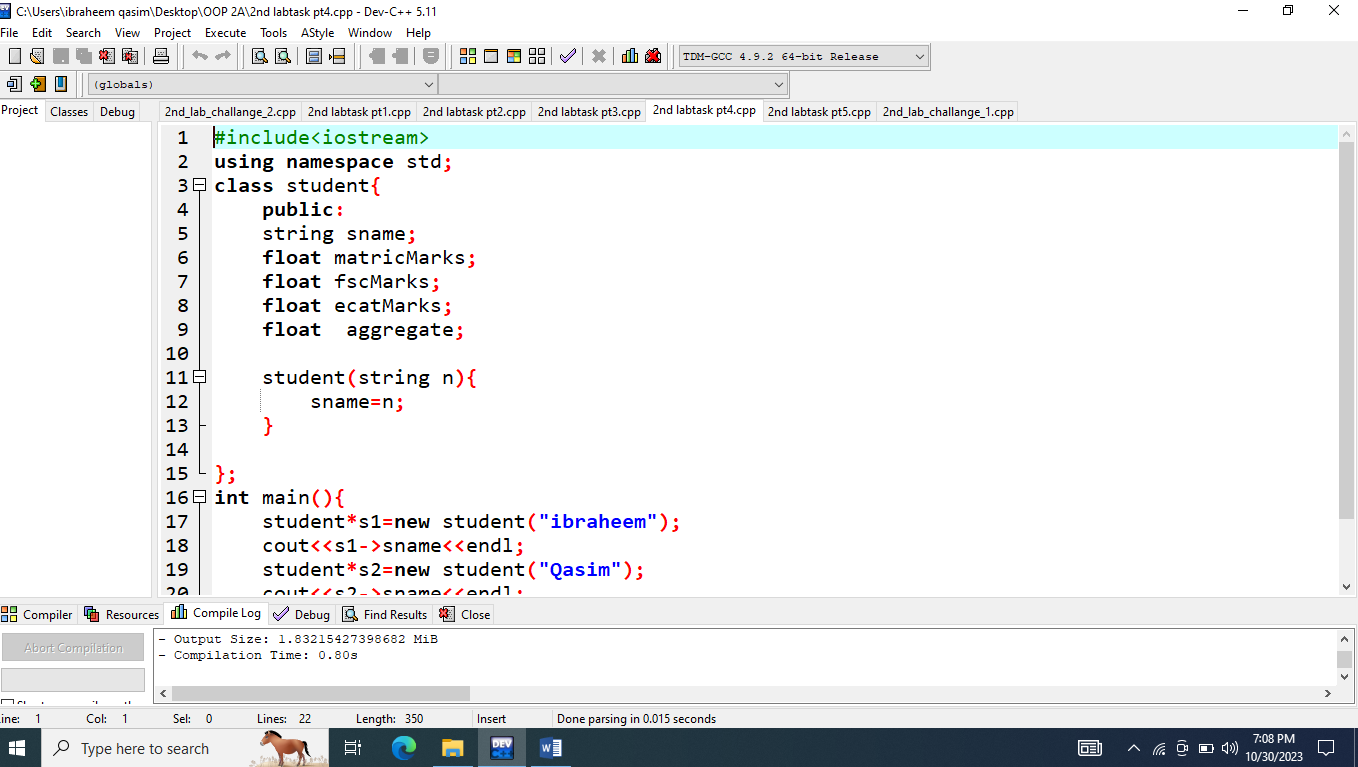 C:\Users\ibraheem qasim\Desktop\OOP 2A\2nd labtask pt4.cpp - Dev-C++ 5.11
File Edit Search View Project Execute Tools AStyle Window Help
TDM-GCC 4.9.2 64-bit Release
(globals)
Project Classes Debug 2nd_lab_challange_2.cpp 2nd labtask pt1.cpp 2nd labtask pt2.cpp 2nd labtask pt3.cpp 2nd labtask pt4.cpp 2nd labtask pt5.cpp 2nd_lab_challange_1.cpp
1 #include<iostream>
2 using namespace std;
3 class student{
4 public:
5 string sname;
6 float matricMarks;
7 float fscMarks;
8 float ecatMarks;
9 float  aggregate;
10
11 student(string n){
12 sname=n;
13 }
14
15 };
16 int main(){
17 student*s1=new student("ibraheem");
18 cout<<s1->sname<<endl;
19 student*s2=new student("Qasim");
20 cout<<s2->sname<<endl;
Compiler Resources Compile Log Debug Find Results Close
Abort Compilation
- Output Size: 1.83215427398682 MiB
- Compilation Time: 0.80s
Line: 1 Col: 1 Sel: 0 Lines: 22 Length: 350 Insert Done parsing in 0.015 seconds
Type here to search
DEV
7:08 PM
10/30/2023